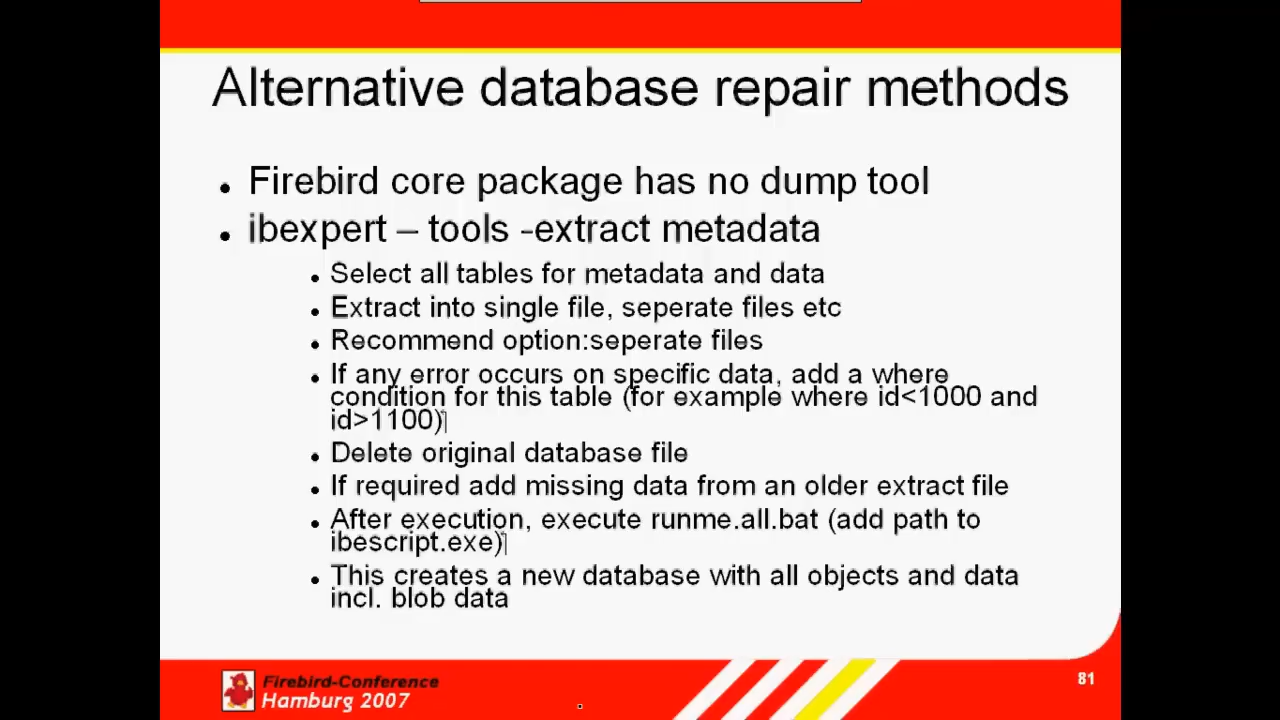 Alternative database repair methods
• Firebird core package has no dump tool
• ibexpert – tools -extract metadata
• Select all tables for metadata and data
• Extract into single file, seperate files etc
• Recommend option:seperate files
• If any error occurs on specific data, add a where
condition for this table (for example where id<1000 and
id>1100)
• Delete original database file
• If required add missing data from an older extract file
• After execution, execute runme.all.bat (add path to
ibescript.exe)
• This creates a new database with all objects and data
incl. blob data
Firebird-Conference
Hamburg 2007
81